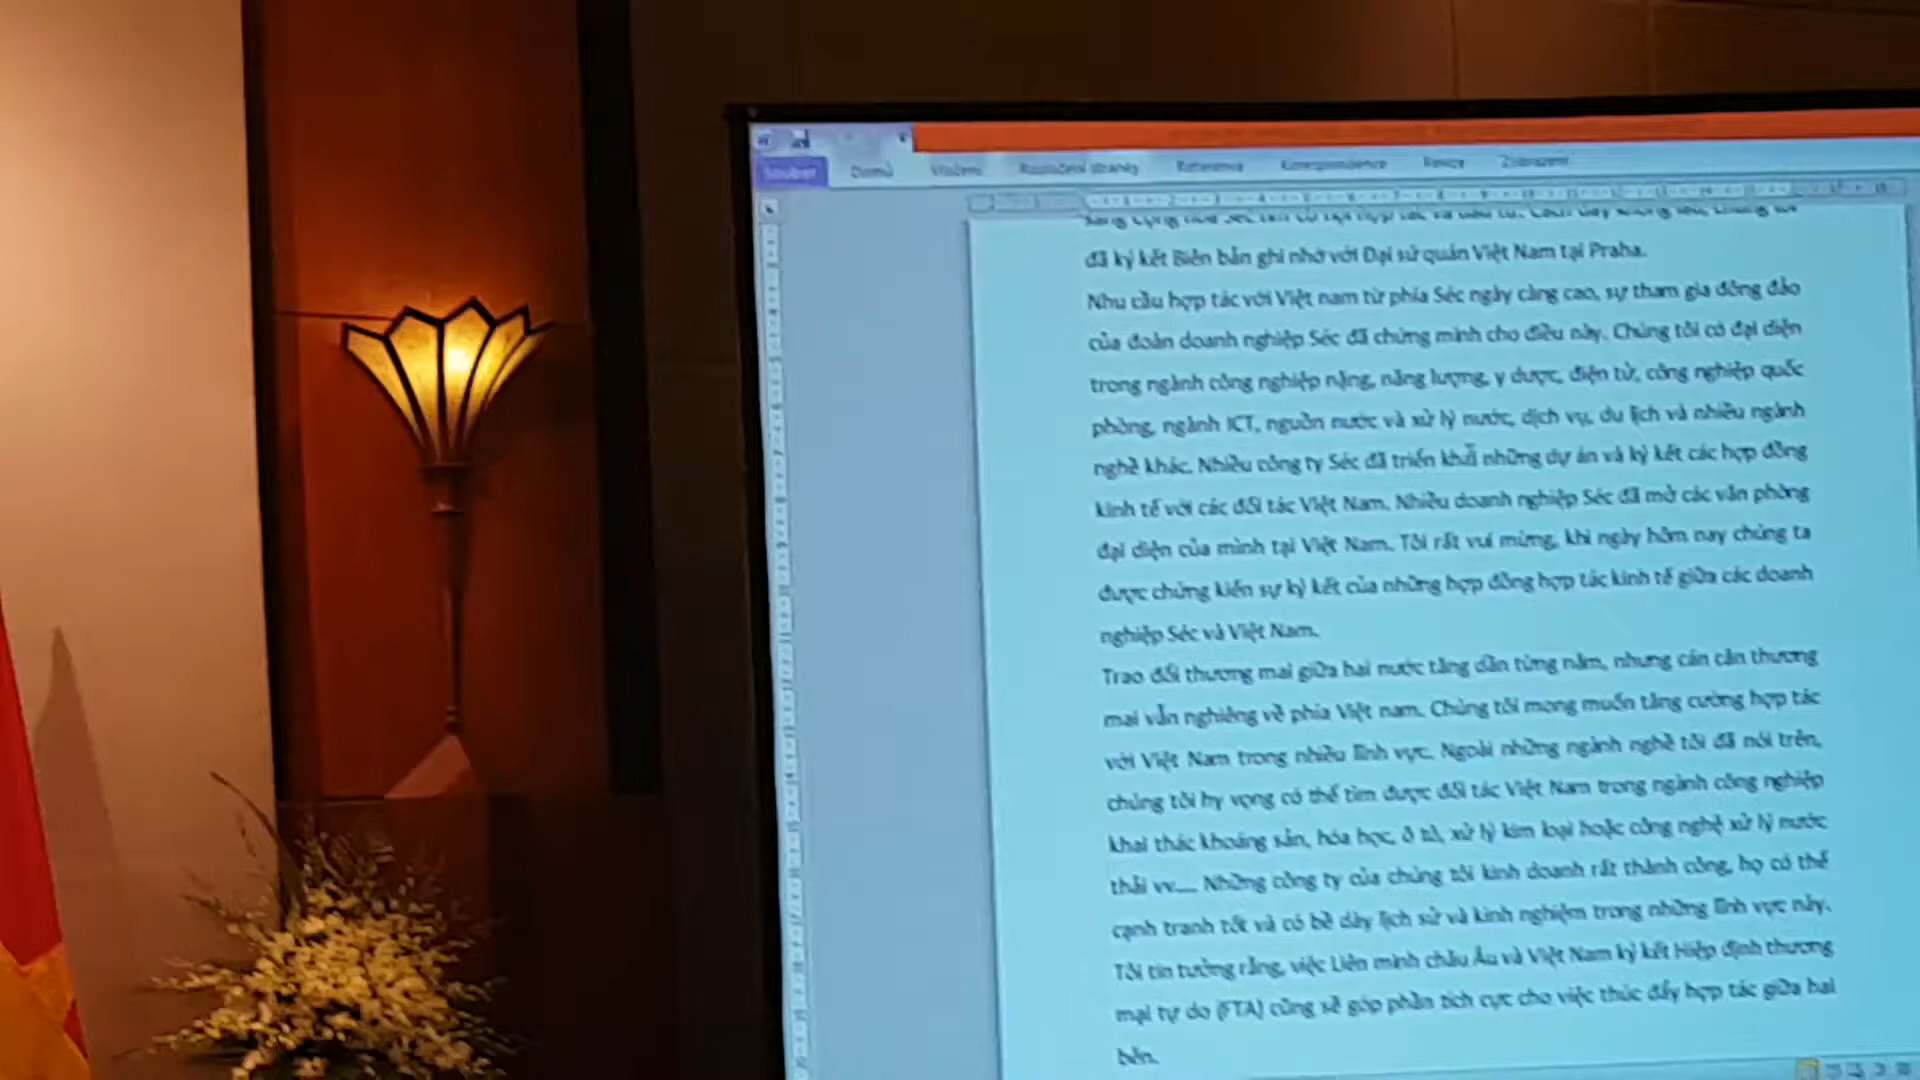 Soubor Domů Vložení Rozložení stránky Reference Korespondence Revize Zobrazení
đã ký kết Biên bản ghi nhớ với Đại sứ quán Việt Nam tại Praha.
Nhu cầu hợp tác với Việt nam từ phía Séc ngày càng cao, sự tham gia đông đảo
của đoàn doanh nghiệp Séc đã chứng minh cho điều này. Chúng tôi có đại diện
trong ngành công nghiệp nặng, năng lượng, y dược, điện tử, công nghiệp quốc
phòng, ngành ICT, nguồn nước và xử lý nước, dịch vụ, du lịch và nhiều ngành
nghề khác. Nhiều công ty Séc đã triển những dự án và ký kết các hợp đồng
kinh tế với các đối tác Việt Nam. Nhiều doanh nghiệp Séc đã mở các văn phòng
đại diện của mình tại Việt Nam. Tôi rất vui mừng, khi ngày hôm nay chúng ta
được chứng kiến sự ký kết của những hợp đồng hợp tác kinh tế giữa các doanh
nghiệp Séc và Việt Nam.
Trao đổi thương mai giữa hai nước tăng dần từng năm, nhưng cán cân thương
mai vẫn nghiêng về phía Việt nam. Chúng tôi mong muốn tăng cường hợp tác
với Việt Nam trong nhiều lĩnh vực. Ngoài những ngành nghề tôi đã nói trên,
chúng tôi hy vọng có thể tìm được đối tác Việt Nam trong ngành công nghiệp
khai thác khoáng sản, hóa học, ô tô, xử lý kim loại hoặc công nghệ xử lý nước
thải vv.... Những công ty của chúng tôi kinh doanh rất thành công, họ có thể
cạnh tranh tốt và có bề dày lịch sử và kinh nghiệm trong những lĩnh vực này.
Tôi tin tưởng rằng, việc Liên minh châu Âu và Việt Nam ký kết Hiệp định thương
mại tự do (FTA) cũng sẽ góp phần tích cực cho việc thúc đẩy hợp tác giữa hai
bên.